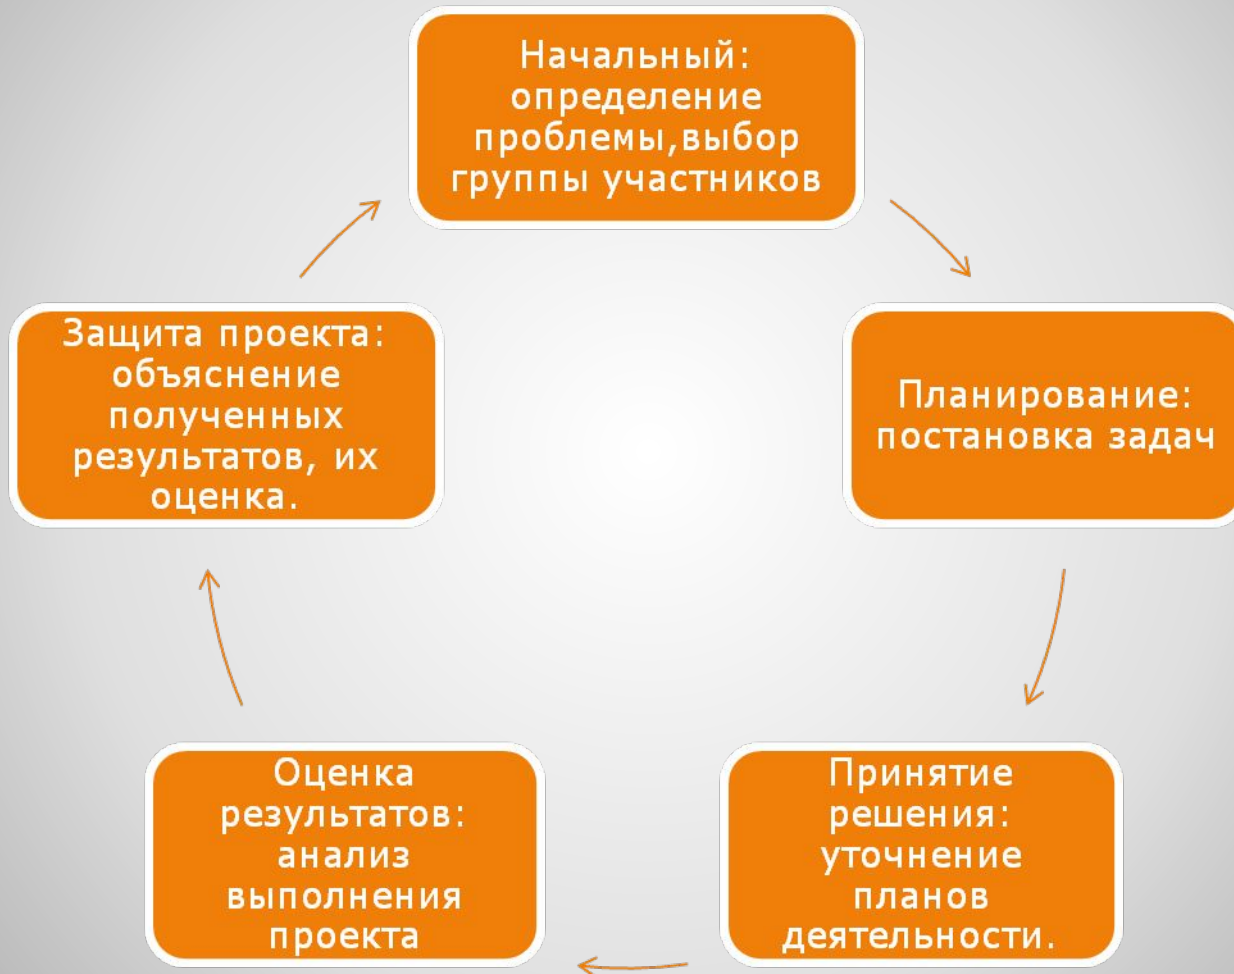 Начальный:
определение
проблемы,выбор
группы участников
Планирование:
постановка задач
Принятие
решения:
уточнение
планов
деятельности.
Оценка
результатов:
анализ
выполнения
проекта
Защита проекта:
объяснение
полученных
результатов, их
оценка.